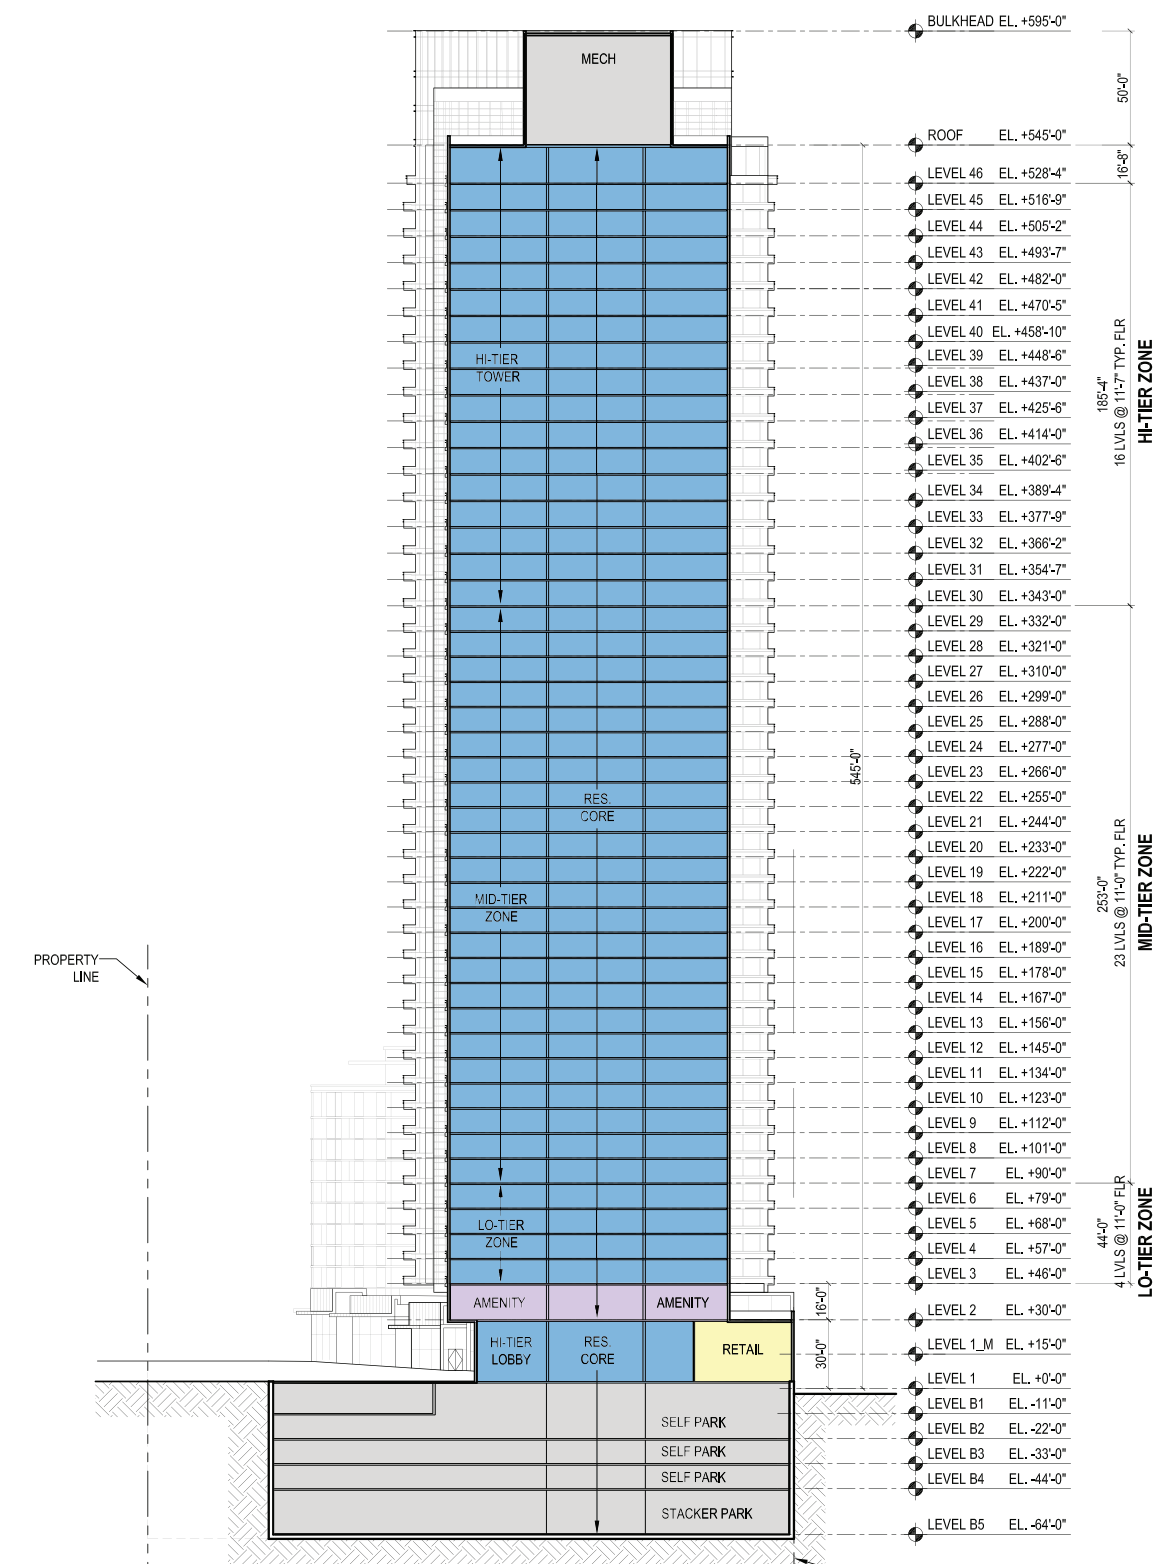 BULKHEAD EL. +595'-0"
MECH
50'-0"
ROOF EL. +545'-0"
16'-8"
LEVEL 46 EL. +528'-4"
LEVEL 45 EL. +516'-9"
LEVEL 44 EL. +505'-2"
LEVEL 43 EL. +493'-7"
LEVEL 42 EL. +482'-0"
LEVEL 41 EL. +470'-5"
LEVEL 40 EL. +458'-10"
LEVEL 39 EL. +448'-6"
LEVEL 38 EL. +437'-0"
LEVEL 37 EL. +425'-6"
LEVEL 36 EL. +414'-0"
LEVEL 35 EL. +402'-6"
LEVEL 34 EL. +389'-4"
LEVEL 33 EL. +377'-9"
LEVEL 32 EL. +366'-2"
LEVEL 31 EL. +354'-7"
LEVEL 30 EL. +343'-0"
HI-TIER
TOWER
185'-4"
16 LVLS @ 11'-7" TYP. FLR
HI-TIER ZONE
LEVEL 29 EL. +332'-0"
LEVEL 28 EL. +321'-0"
LEVEL 27 EL. +310'-0"
LEVEL 26 EL. +299'-0"
LEVEL 25 EL. +288'-0"
LEVEL 24 EL. +277'-0"
LEVEL 23 EL. +266'-0"
LEVEL 22 EL. +255'-0"
LEVEL 21 EL. +244'-0"
LEVEL 20 EL. +233'-0"
LEVEL 19 EL. +222'-0"
LEVEL 18 EL. +211'-0"
LEVEL 17 EL. +200'-0"
LEVEL 16 EL. +189'-0"
LEVEL 15 EL. +178'-0"
LEVEL 14 EL. +167'-0"
LEVEL 13 EL. +156'-0"
LEVEL 12 EL. +145'-0"
LEVEL 11 EL. +134'-0"
LEVEL 10 EL. +123'-0"
LEVEL 9 EL. +112'-0"
LEVEL 8 EL. +101'-0"
LEVEL 7 EL. +90'-0"
545'-0"
RES.
CORE
MID-TIER
ZONE
253'-0"
23 LVLS @ 11'-0" TYP. FLR
MID-TIER ZONE
PROPERTY
LINE
LEVEL 6 EL. +79'-0"
LEVEL 5 EL. +68'-0"
LEVEL 4 EL. +57'-0"
LEVEL 3 EL. +46'-0"
LO-TIER
ZONE
44'-0"
4 LVLS @ 11'-0" FLR
LO-TIER ZONE
AMENITY
AMENITY
16'-0"
LEVEL 2 EL. +30'-0"
LEVEL 1_M EL. +15'-0"
HI-TIER
LOBBY
RES.
CORE
RETAIL
30'-0"
LEVEL 1 EL. +0'-0"
LEVEL B1 EL. -11'-0"
LEVEL B2 EL. -22'-0"
LEVEL B3 EL. -33'-0"
LEVEL B4 EL. -44'-0"
LEVEL B5 EL. -64'-0"
SELF PARK
SELF PARK
SELF PARK
STACKER PARK